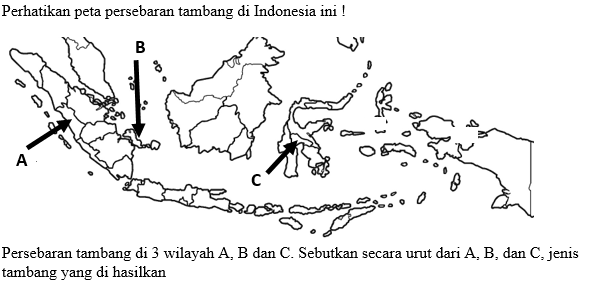 Perhatikan peta persebaran tambang di Indonesia ini !
B
A
C
Persebaran tambang di 3 wilayah A, B dan C. Sebutkan secara urut dari A, B, dan C, jenis
tambang yang di hasilkan